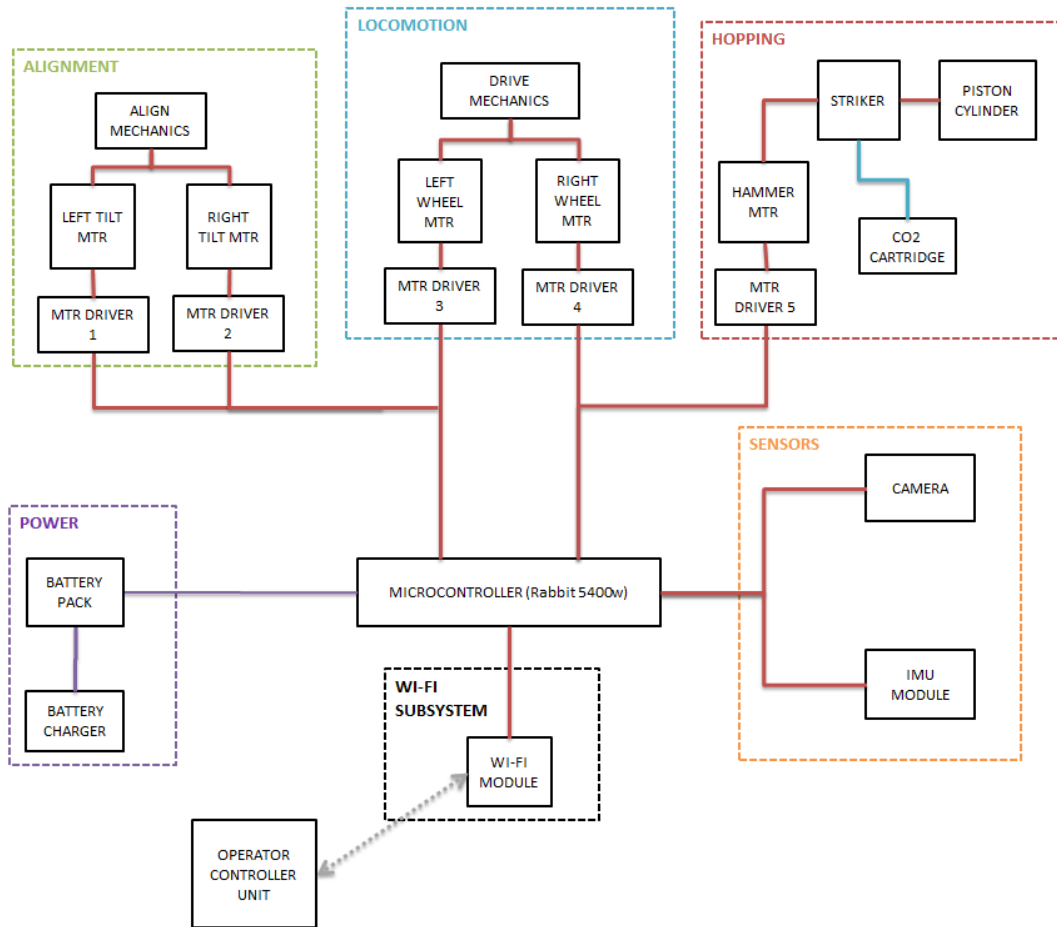 LOCOMOTION
HOPPING
ALIGNMENT
DRIVE
MECHANICS
STRIKER
PISTON
CYLINDER
ALIGN
MECHANICS
LEFT
WHEEL
MTR
RIGHT
WHEEL
MTR
HAMMER
MTR
LEFT TILT
MTR
RIGHT
TILT MTR
CO2
CARTRIDGE
MTR DRIVER
3
MTR DRIVER
4
MTR
DRIVER 5
MTR DRIVER
1
MTR DRIVER
2
SENSORS
CAMERA
POWER
BATTERY
PACK
MICROCONTROLLER (Rabbit 5400w)
IMU
MODULE
WI-FI
SUBSYSTEM
BATTERY
CHARGER
WI-FI
MODULE
OPERATOR
CONTROLLER
UNIT